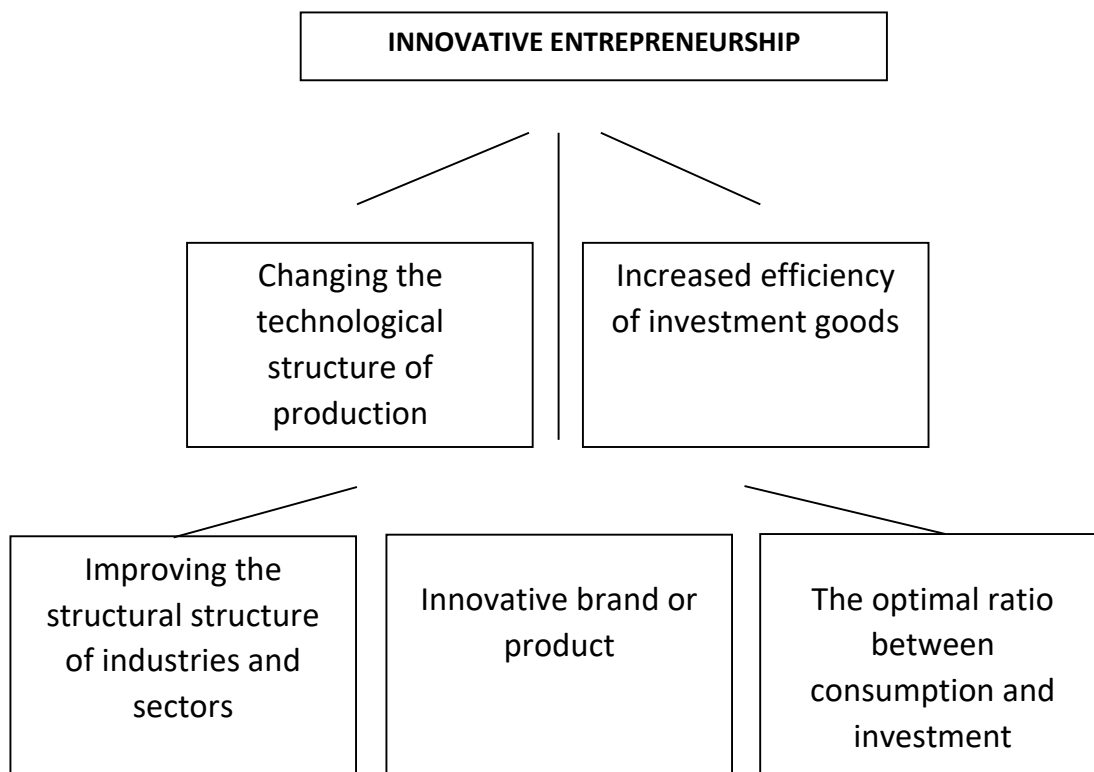 INNOVATIVE ENTREPRENEURSHIP
Changing the
technological
structure of
production
Increased efficiency
of investment goods
Improving the
structural structure
of industries and
sectors
Innovative brand or
product
The optimal ratio
between
consumption and
investment